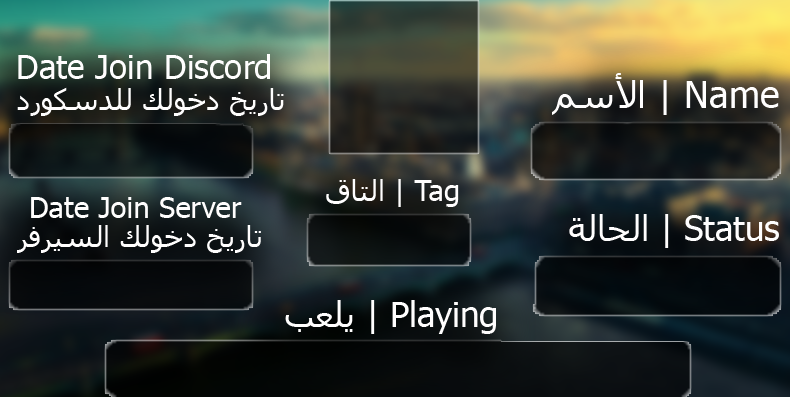 Date Join Discord
تاريخ دخولك للدسكورد
الأسم | Name
التاق | Tag
Date Join Server
تاريخ دخولك السيرفر
الحالة | Status
يلعب | Playing